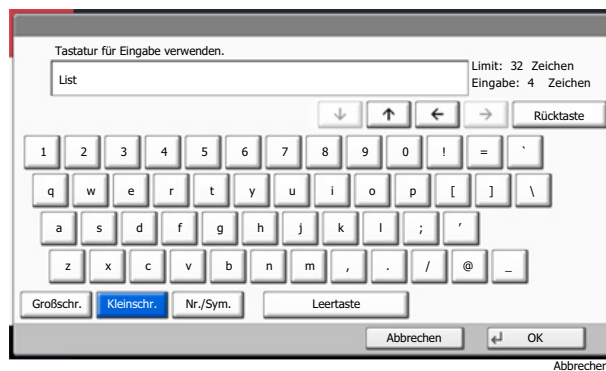 Tastatur für Eingabe verwenden.
List
Limit: 32 Zeichen
Eingabe: 4 Zeichen
Rücktaste
1 2 3 4 5 6 7 8 9 0 ! = `
q w e r t y u i o p [ ] \
a s d f g h j k l ; ′
z x c v b n m , . / @ _
Großschr. Kleinschr. Nr./Sym. Leertaste
Abbrechen OK
Abbrechen